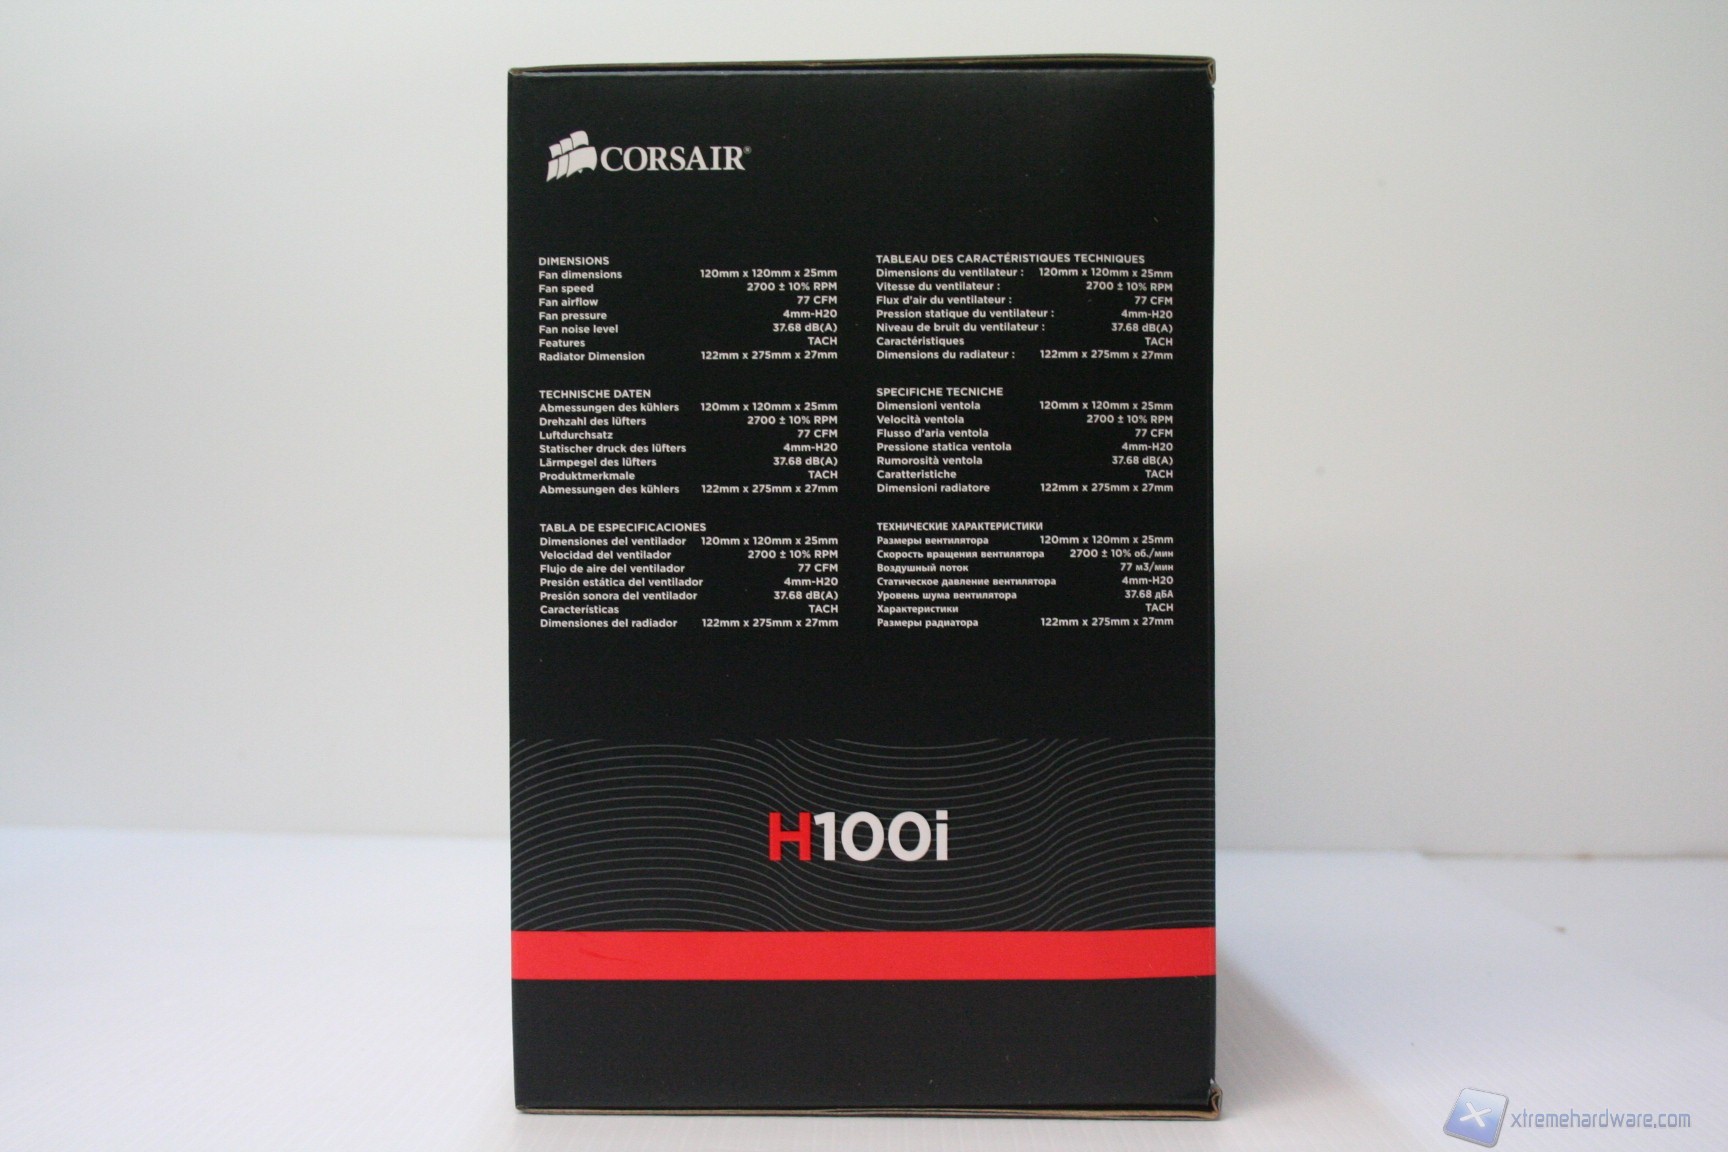 CORSAIR®
DIMENSIONS
Fan dimensions 120mm x 120mm x 25mm
Fan speed 2700 ± 10% RPM
Fan airflow 77 CFM
Fan pressure 4mm-H20
Fan noise level 37.68 dB(A)
Features TACH
Radiator Dimension 122mm x 275mm x 27mm
TABLEAU DES CARACTÉRISTIQUES TECHNIQUES
Dimensions du ventilateur : 120mm x 120mm x 25mm
Vitesse du ventilateur : 2700 ± 10% RPM
Flux d'air du ventilateur : 77 CFM
Pression statique du ventilateur : 4mm-H20
Niveau de bruit du ventilateur : 37.68 dB(A)
Caractéristiques TACH
Dimensions du radiateur : 122mm x 275mm x 27mm
TECHNISCHE DATEN
Abmessungen des kühlers 120mm x 120mm x 25mm
Drehzahl des lüfters 2700 ± 10% RPM
Luftdurchsatz 77 CFM
Statischer druck des lüfters 4mm-H20
Lärmpegel des lüfters 37.68 dB(A)
Produktmerkmale TACH
Abmessungen des kühlers 122mm x 275mm x 27mm
SPECIFICHE TECNICHE
Dimensioni ventola 120mm x 120mm x 25mm
Velocità ventola 2700 ± 10% RPM
Flusso d'aria ventola 77 CFM
Pressione statica ventola 4mm-H20
Rumorosità ventola 37.68 dB(A)
Caratteristiche TACH
Dimensioni radiatore 122mm x 275mm x 27mm
TABLA DE ESPECIFICACIONES
Dimensiones del ventilador 120mm x 120mm x 25mm
Velocidad del ventilador 2700 ± 10% RPM
Flujo de aire del ventilador 77 CFM
Presión estática del ventilador 4mm-H20
Presión sonora del ventilador 37.68 dB(A)
Características TACH
Dimensiones del radiador 122mm x 275mm x 27mm
ТЕХНИЧЕСКИЕ ХАРАКТЕРИСТИКИ
Размеры вентилятора 120mm x 120mm x 25mm
Скорость вращения вентилятора 2700 ± 10% об./мин
Воздушный поток 77 м3/мин
Статическое давление вентилятора 4mm-H20
Уровень шума вентилятора 37.68 дБА
Характеристики TACH
Размеры радиатора 122mm x 275mm x 27mm
H100i
xtremehardware.com